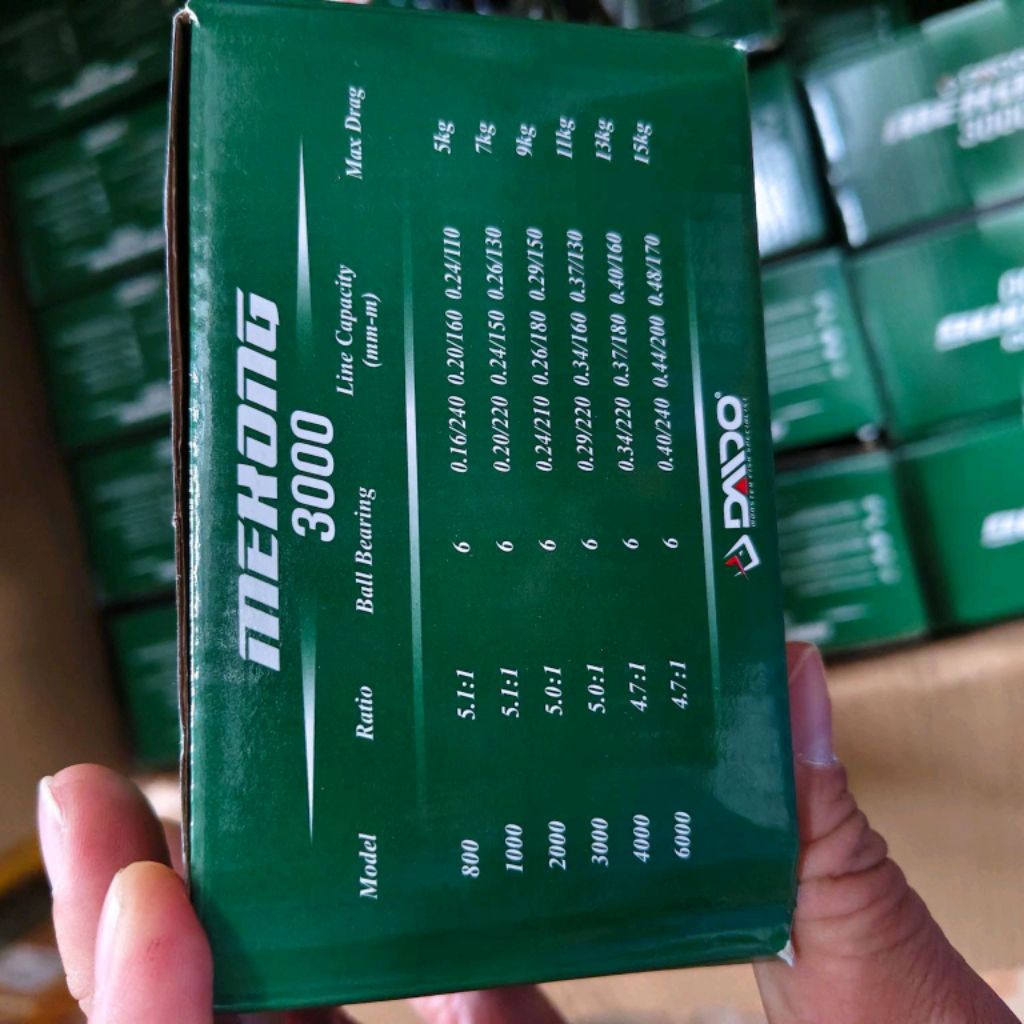 MEKONG
3000
Model Ratio Ball Bearing Line Capacity Max Drag
(mm-m)
800 5.1:1 6 0.16/240 0.20/160 0.24/110 5kg
1000 5.1:1 6 0.20/220 0.24/150 0.26/130 7kg
2000 5.0:1 6 0.24/210 0.26/180 0.29/150 9kg
3000 5.0:1 6 0.29/220 0.34/160 0.37/130 11kg
4000 4.7:1 6 0.34/220 0.37/180 0.40/160 13kg
6000 4.7:1 6 0.40/240 0.44/200 0.48/170 15kg
DAIDO®
MONSTER FISH SPECIALIST